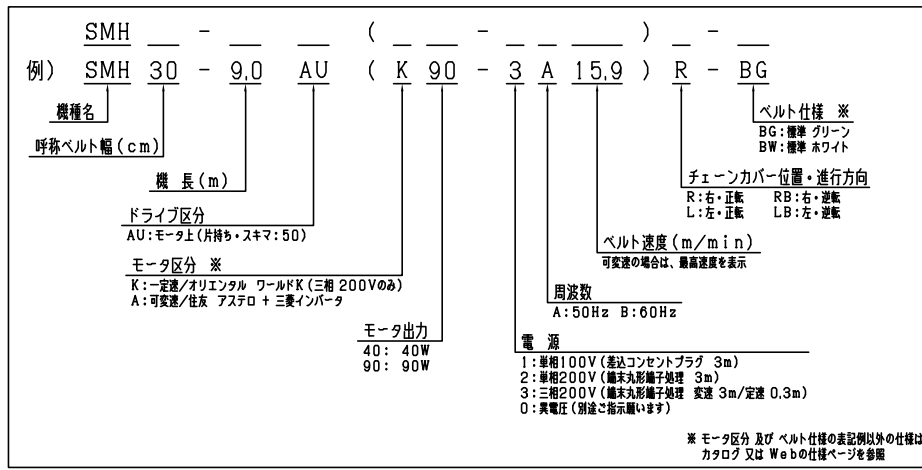 SMH - ( - ) -
例) SMH 30 - 9,0 AU ( K 90 - 3 A 15,9 ) R - BG
機種名
呼称ベルト幅(cm)
機 長(m)
ドライブ区分
AU:モータ上(片持ち・スキマ:50)
モータ区分 ※
K:一定速/オリエンタル ワールドK(三相 200Vのみ)
A:可変速/住友 アステロ + 三菱インバータ
モータ出力
40: 40W
90: 90W
ベルト仕様 ※
BG:標準 グリーン
BW:標準 ホワイト
チェーンカバー位置・進行方向
R:右・正転 RB:右・逆転
L:左・正転 LB:左・逆転
ベルト速度(m/min)
可変速の場合は、最高速度を表示
周波数
A:50Hz B:60Hz
電 源
1:単相100V(差込コンセントプラグ 3m)
2:単相200V(端末丸形端子処理 3m)
3:三相200V(端末丸形端子処理 変速 3m/定速 0,3m)
0:異電圧(別途ご指示願います)
※ モータ区分 及び ベルト仕様の表記例以外の仕様は
カタログ 又は Webの仕様ページを参照